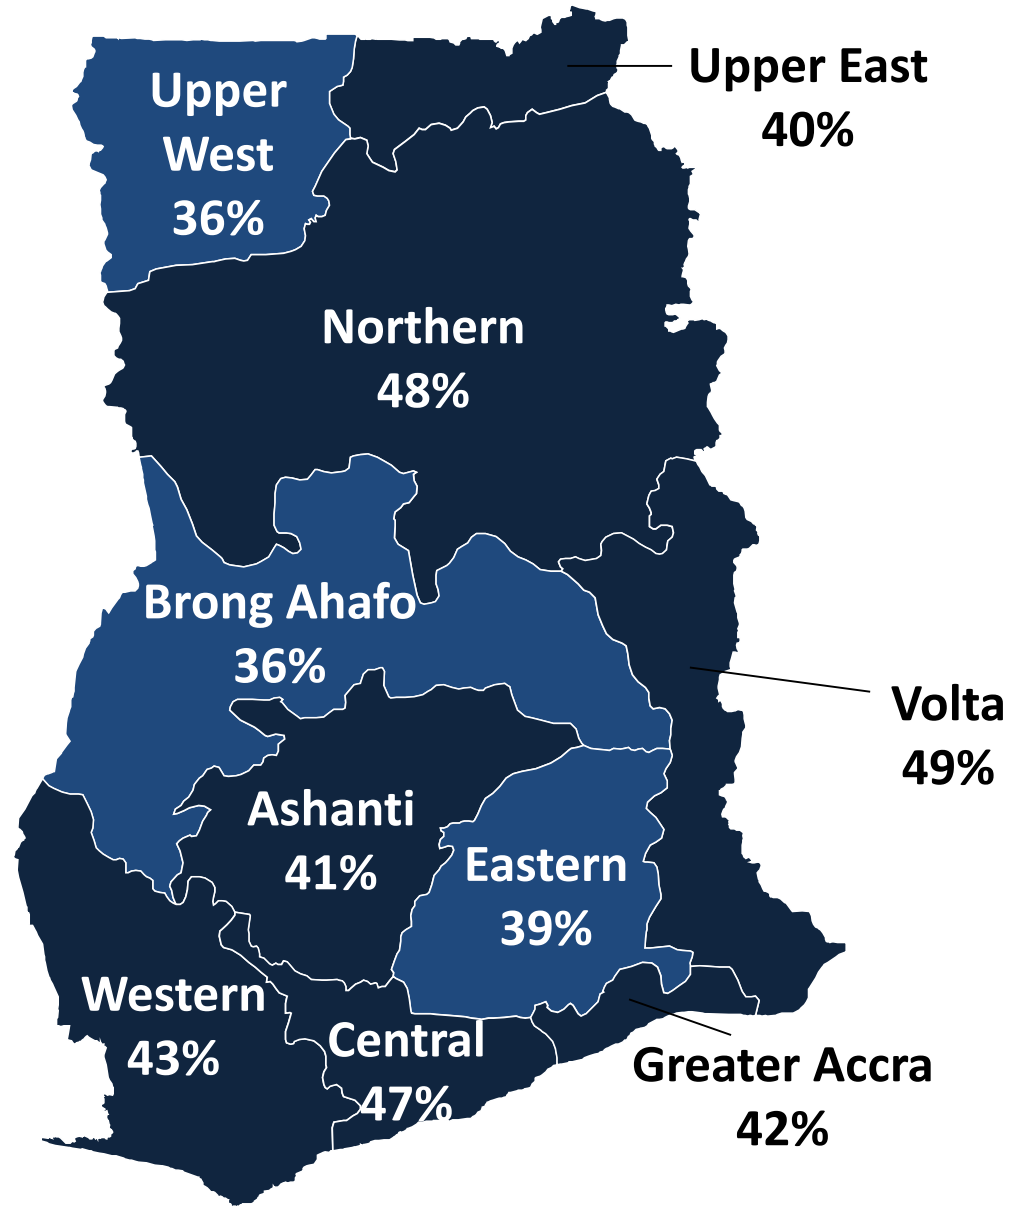 Upper East
40%
Upper
West
36%
Northern
48%
Brong Ahafo
36%
Volta
49%
Ashanti
41%
Eastern
39%
Western
43%
Central
47%
Greater Accra
42%